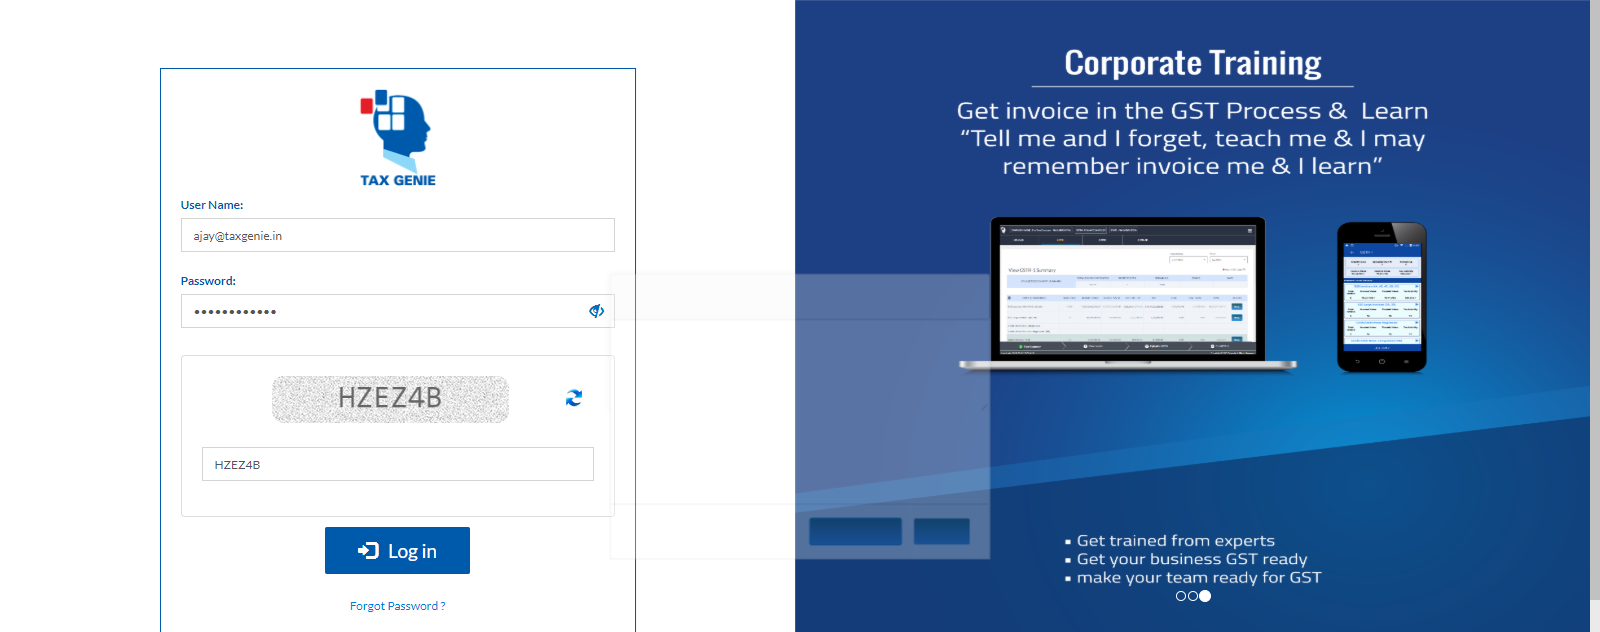 TAX GENIE
User Name:
ajay@taxgenie.in
Password:
••••••••••••
HZEZ4B
HZEZ4B
Log in
Forgot Password ?
Corporate Training
Get invoice in the GST Process & Learn
“Tell me and I forget, teach me & I may
remember invoice me & I learn”
View GSTR-1 Summary
▪ Get trained from experts
▪ Get your business GST ready
▪ make your team ready for GST